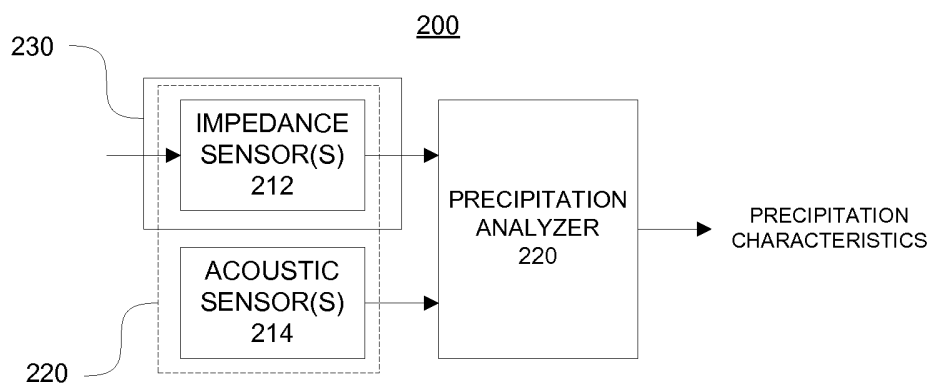 200
230
IMPEDANCE
SENSOR(S)
212
PRECIPITATION
ANALYZER
220
PRECIPITATION
CHARACTERISTICS
ACOUSTIC
SENSOR(S)
214
220